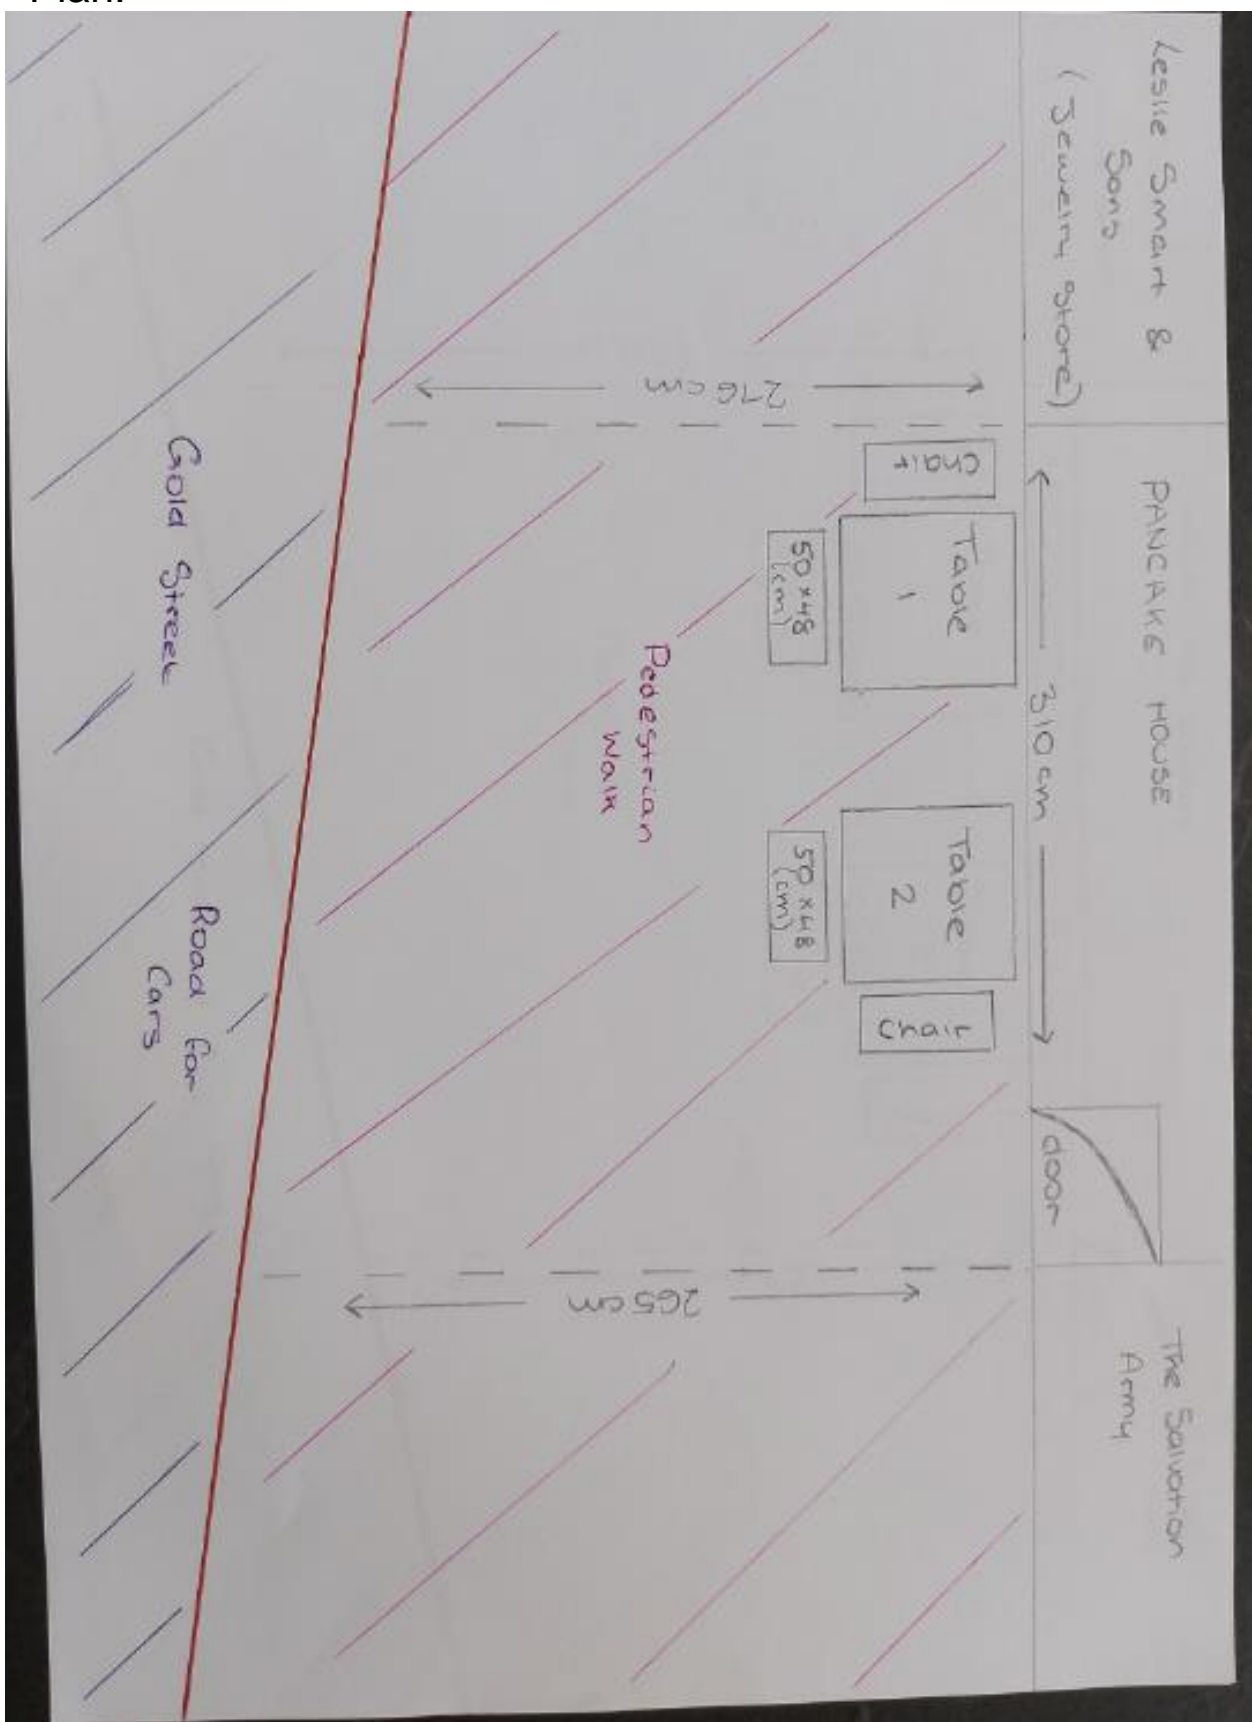 Plan:
Leslie Smart &
Sons
(Jewelry Store)
PANCAKE HOUSE
The Salvation
Army
310 cm
door
276 cm
Chair
Table
1
50 x 48
(cm)
Table
2
50 x 48
(cm)
Chair
Pedestrian
Walk
265 cm
Gold Street
Road for
Cars